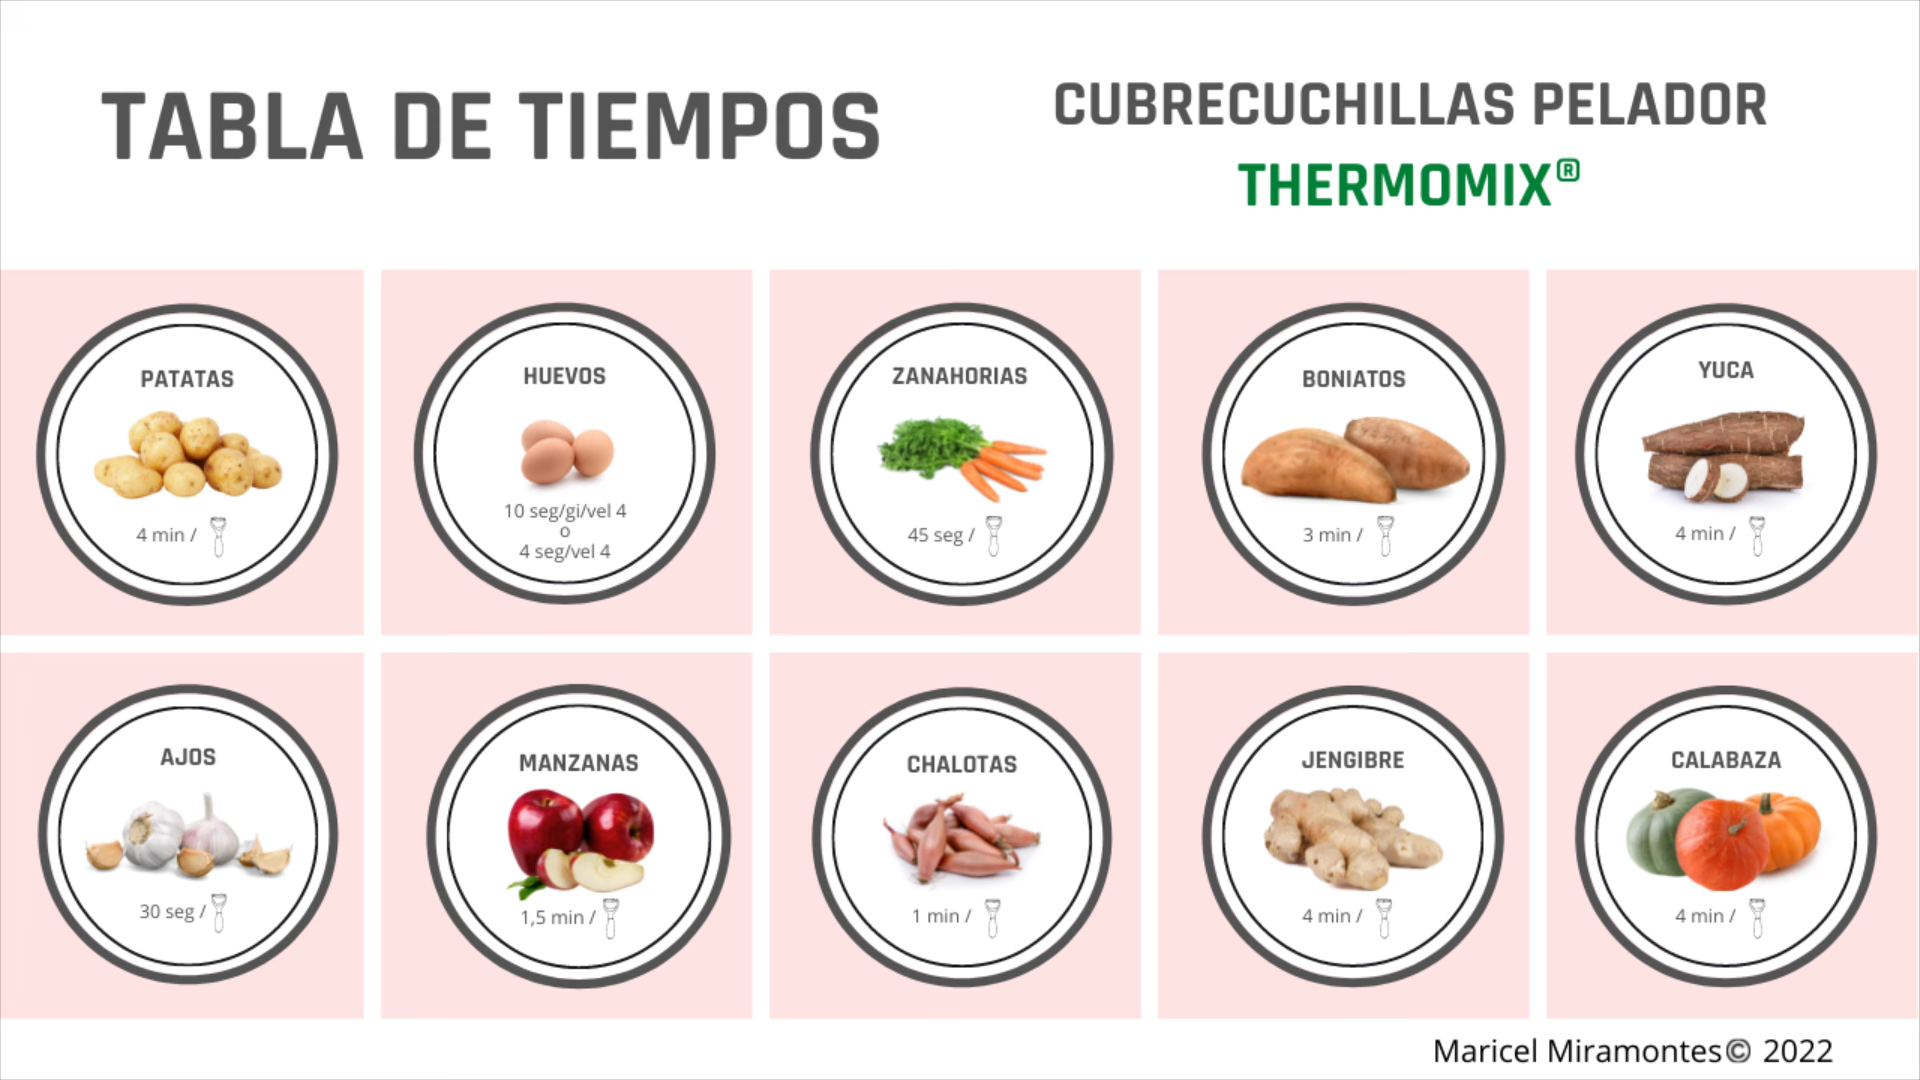 TABLA DE TIEMPOS
CUBRECUCHILLAS PELADOR
THERMOMIX®
PATATAS
4 min /
HUEVOS
10 seg/gi/vel 4
o
4 seg/vel 4
ZANAHORIAS
45 seg /
BONIATOS
3 min /
YUCA
4 min /
AJOS
30 seg /
MANZANAS
1,5 min /
CHALOTAS
1 min /
JENGIBRE
4 min /
CALABAZA
4 min /
Maricel Miramontes© 2022